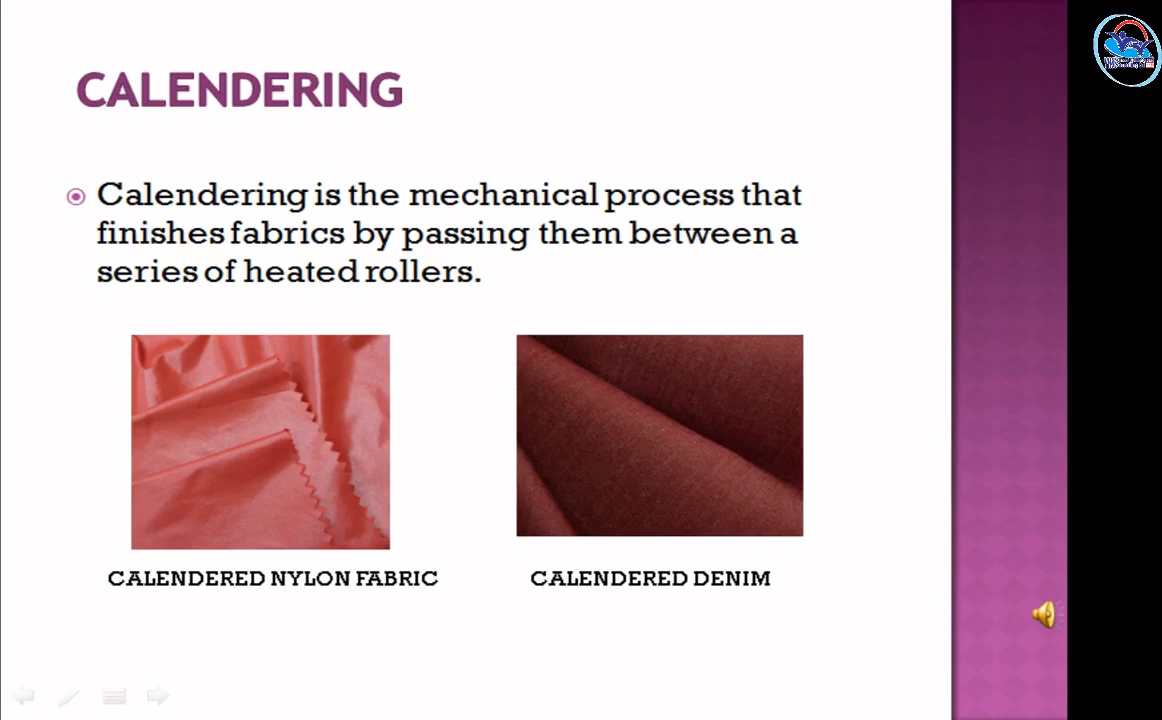 CALENDERING
Calendering is the mechanical process that
finishes fabrics by passing them between a
series of heated rollers.
CALENDERED NYLON FABRIC
CALENDERED DENIM